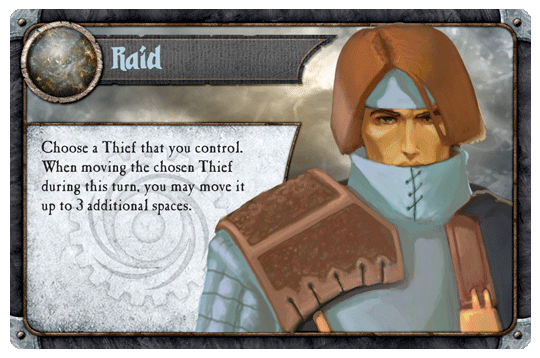 Raid
Choose a Thief that you control.
When moving the chosen Thief
during this turn, you may move it
up to 3 additional spaces.